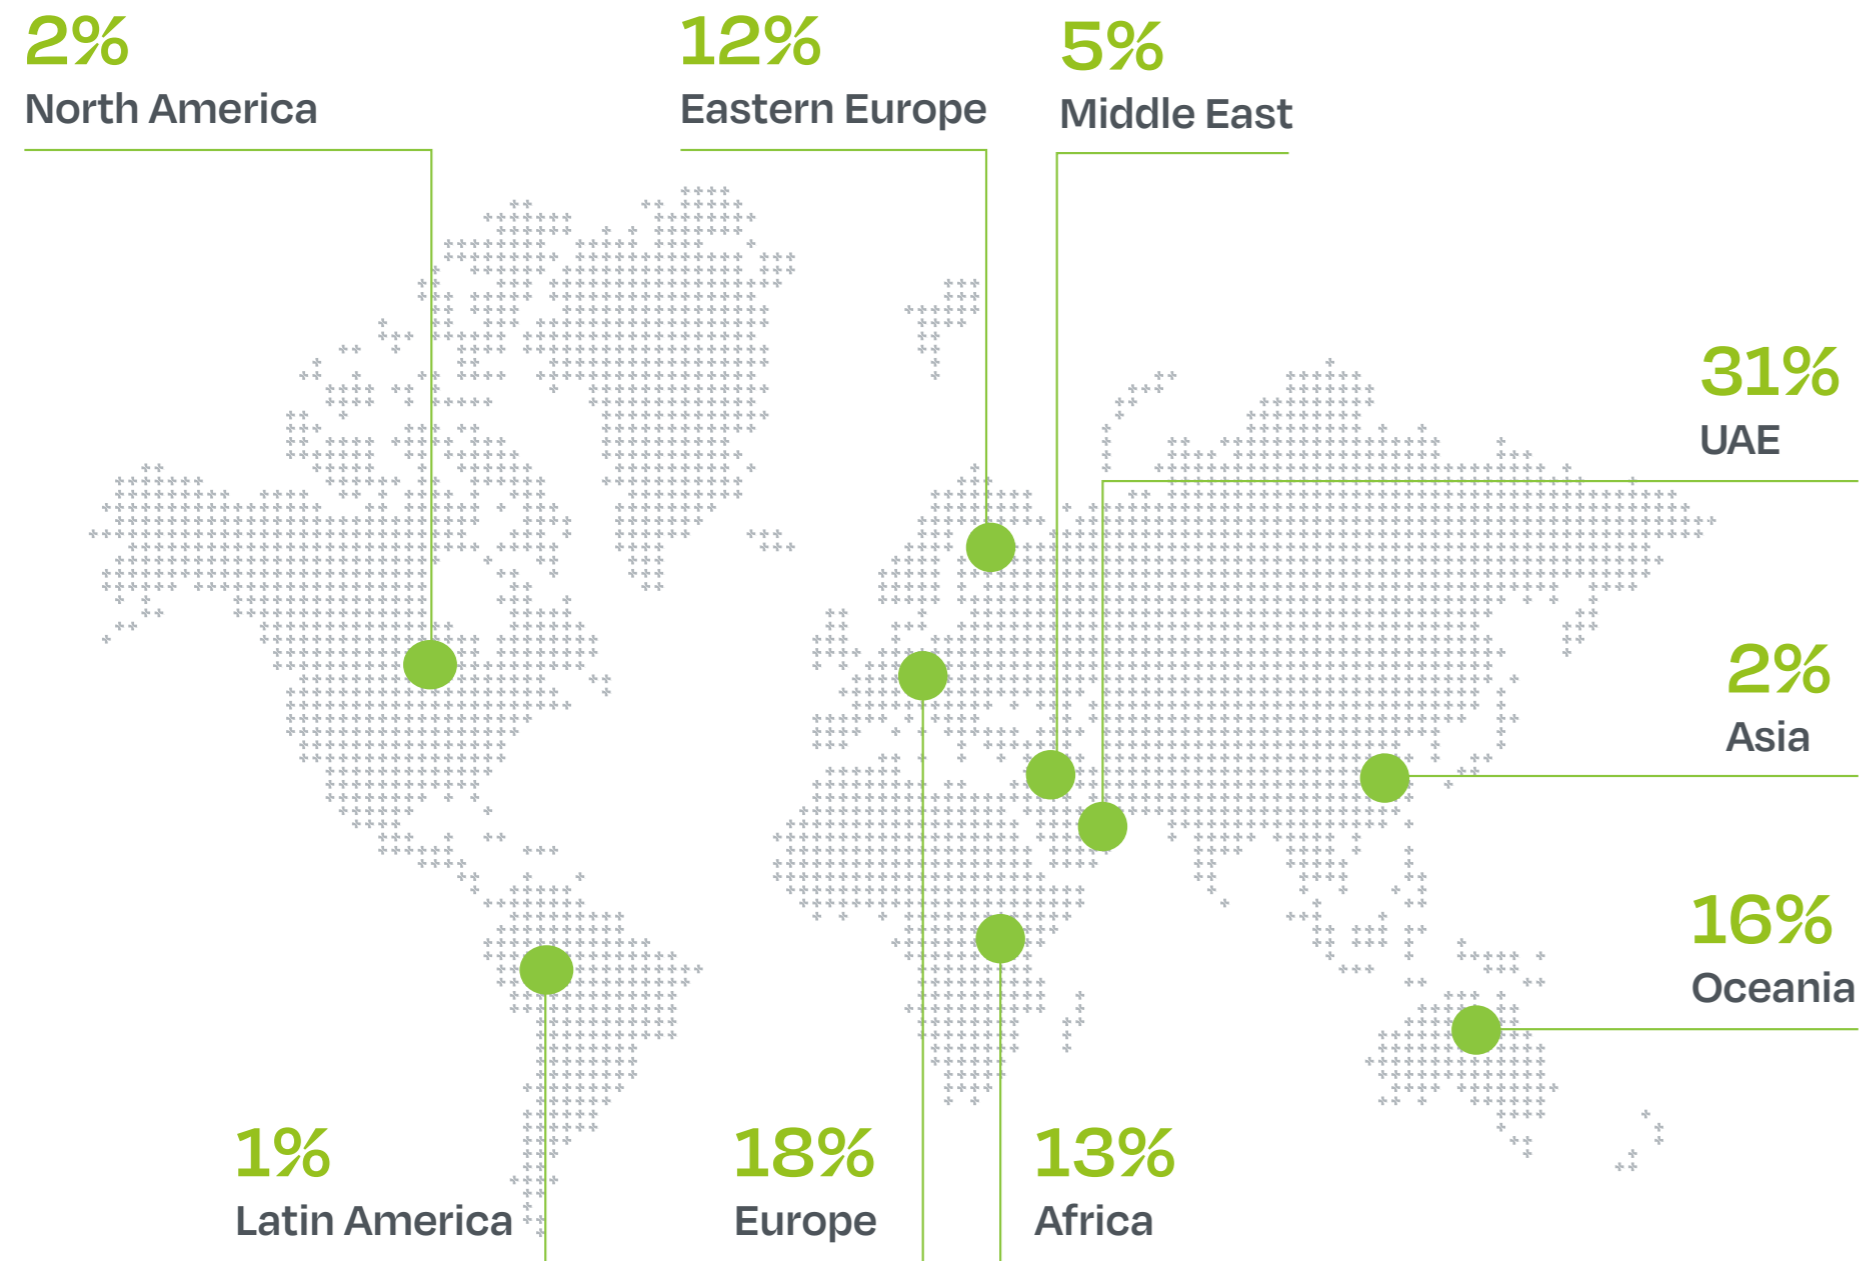 2%
North America
12%
Eastern Europe
5%
Middle East
31%
UAE
2%
Asia
16%
Oceania
1%
Latin America
18%
Europe
13%
Africa